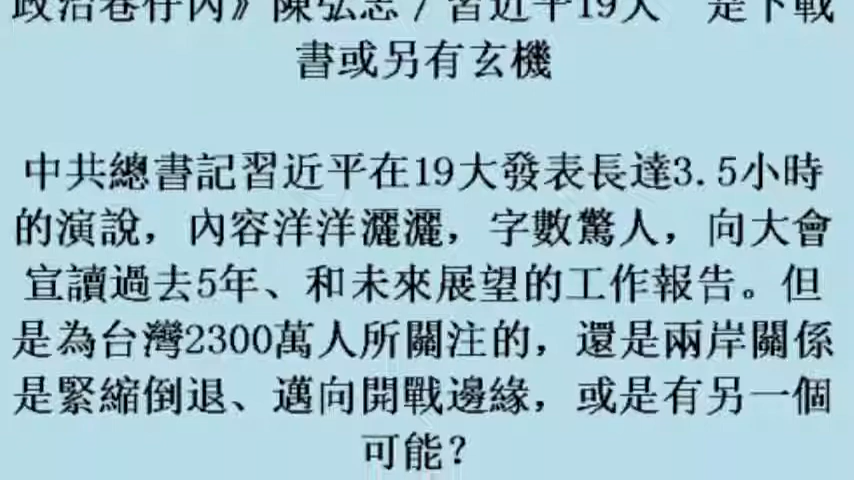 政治巷仔內》陳弘志/習近平19大 是下戰
書或另有玄機
中共總書記習近平在19大發表長達3.5小時
的演說，內容洋洋灑灑，字數驚人，向大會
宣讀過去5年、和未來展望的工作報告。但
是為台灣2300萬人所關注的，還是兩岸關係
是緊縮倒退、邁向開戰邊緣，或是有另一個
可能？